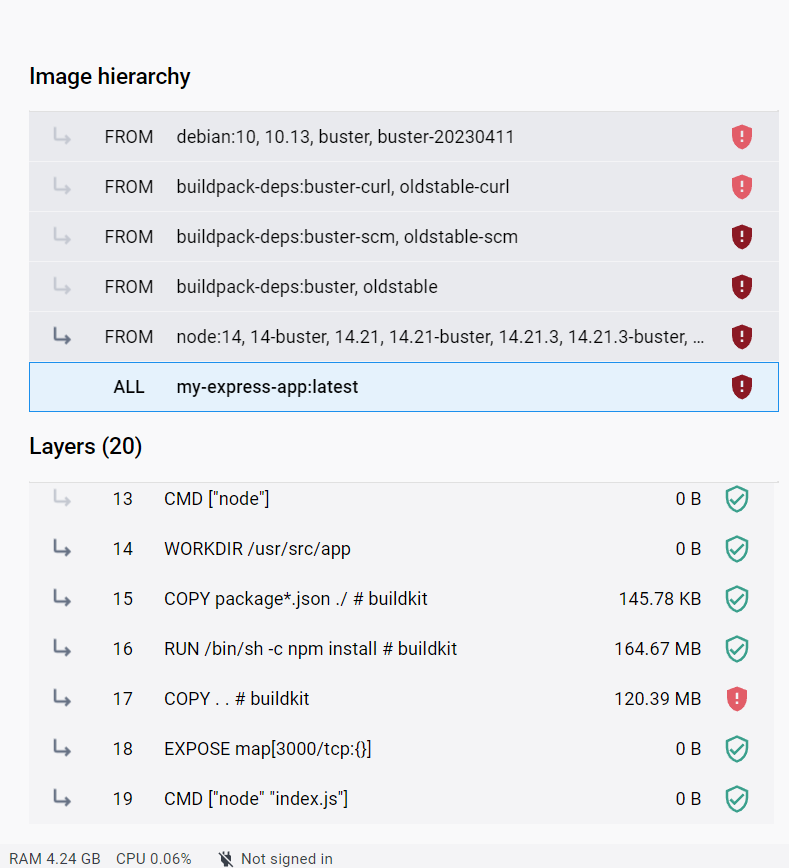 Image hierarchy
FROM debian:10, 10.13, buster, buster-20230411
FROM buildpack-deps:buster-curl, oldstable-curl
FROM buildpack-deps:buster-scm, oldstable-scm
FROM buildpack-deps:buster, oldstable
FROM node:14, 14-buster, 14.21, 14.21-buster, 14.21.3, 14.21.3-buster, ...
ALL my-express-app:latest
Layers (20)
13 CMD ["node"] 0 B
14 WORKDIR /usr/src/app 0 B
15 COPY package*.json ./ # buildkit 145.78 KB
16 RUN /bin/sh -c npm install # buildkit 164.67 MB
17 COPY . . # buildkit 120.39 MB
18 EXPOSE map[3000/tcp:{}] 0 B
19 CMD ["node" "index.js"] 0 B
RAM 4.24 GB CPU 0.06% Not signed in